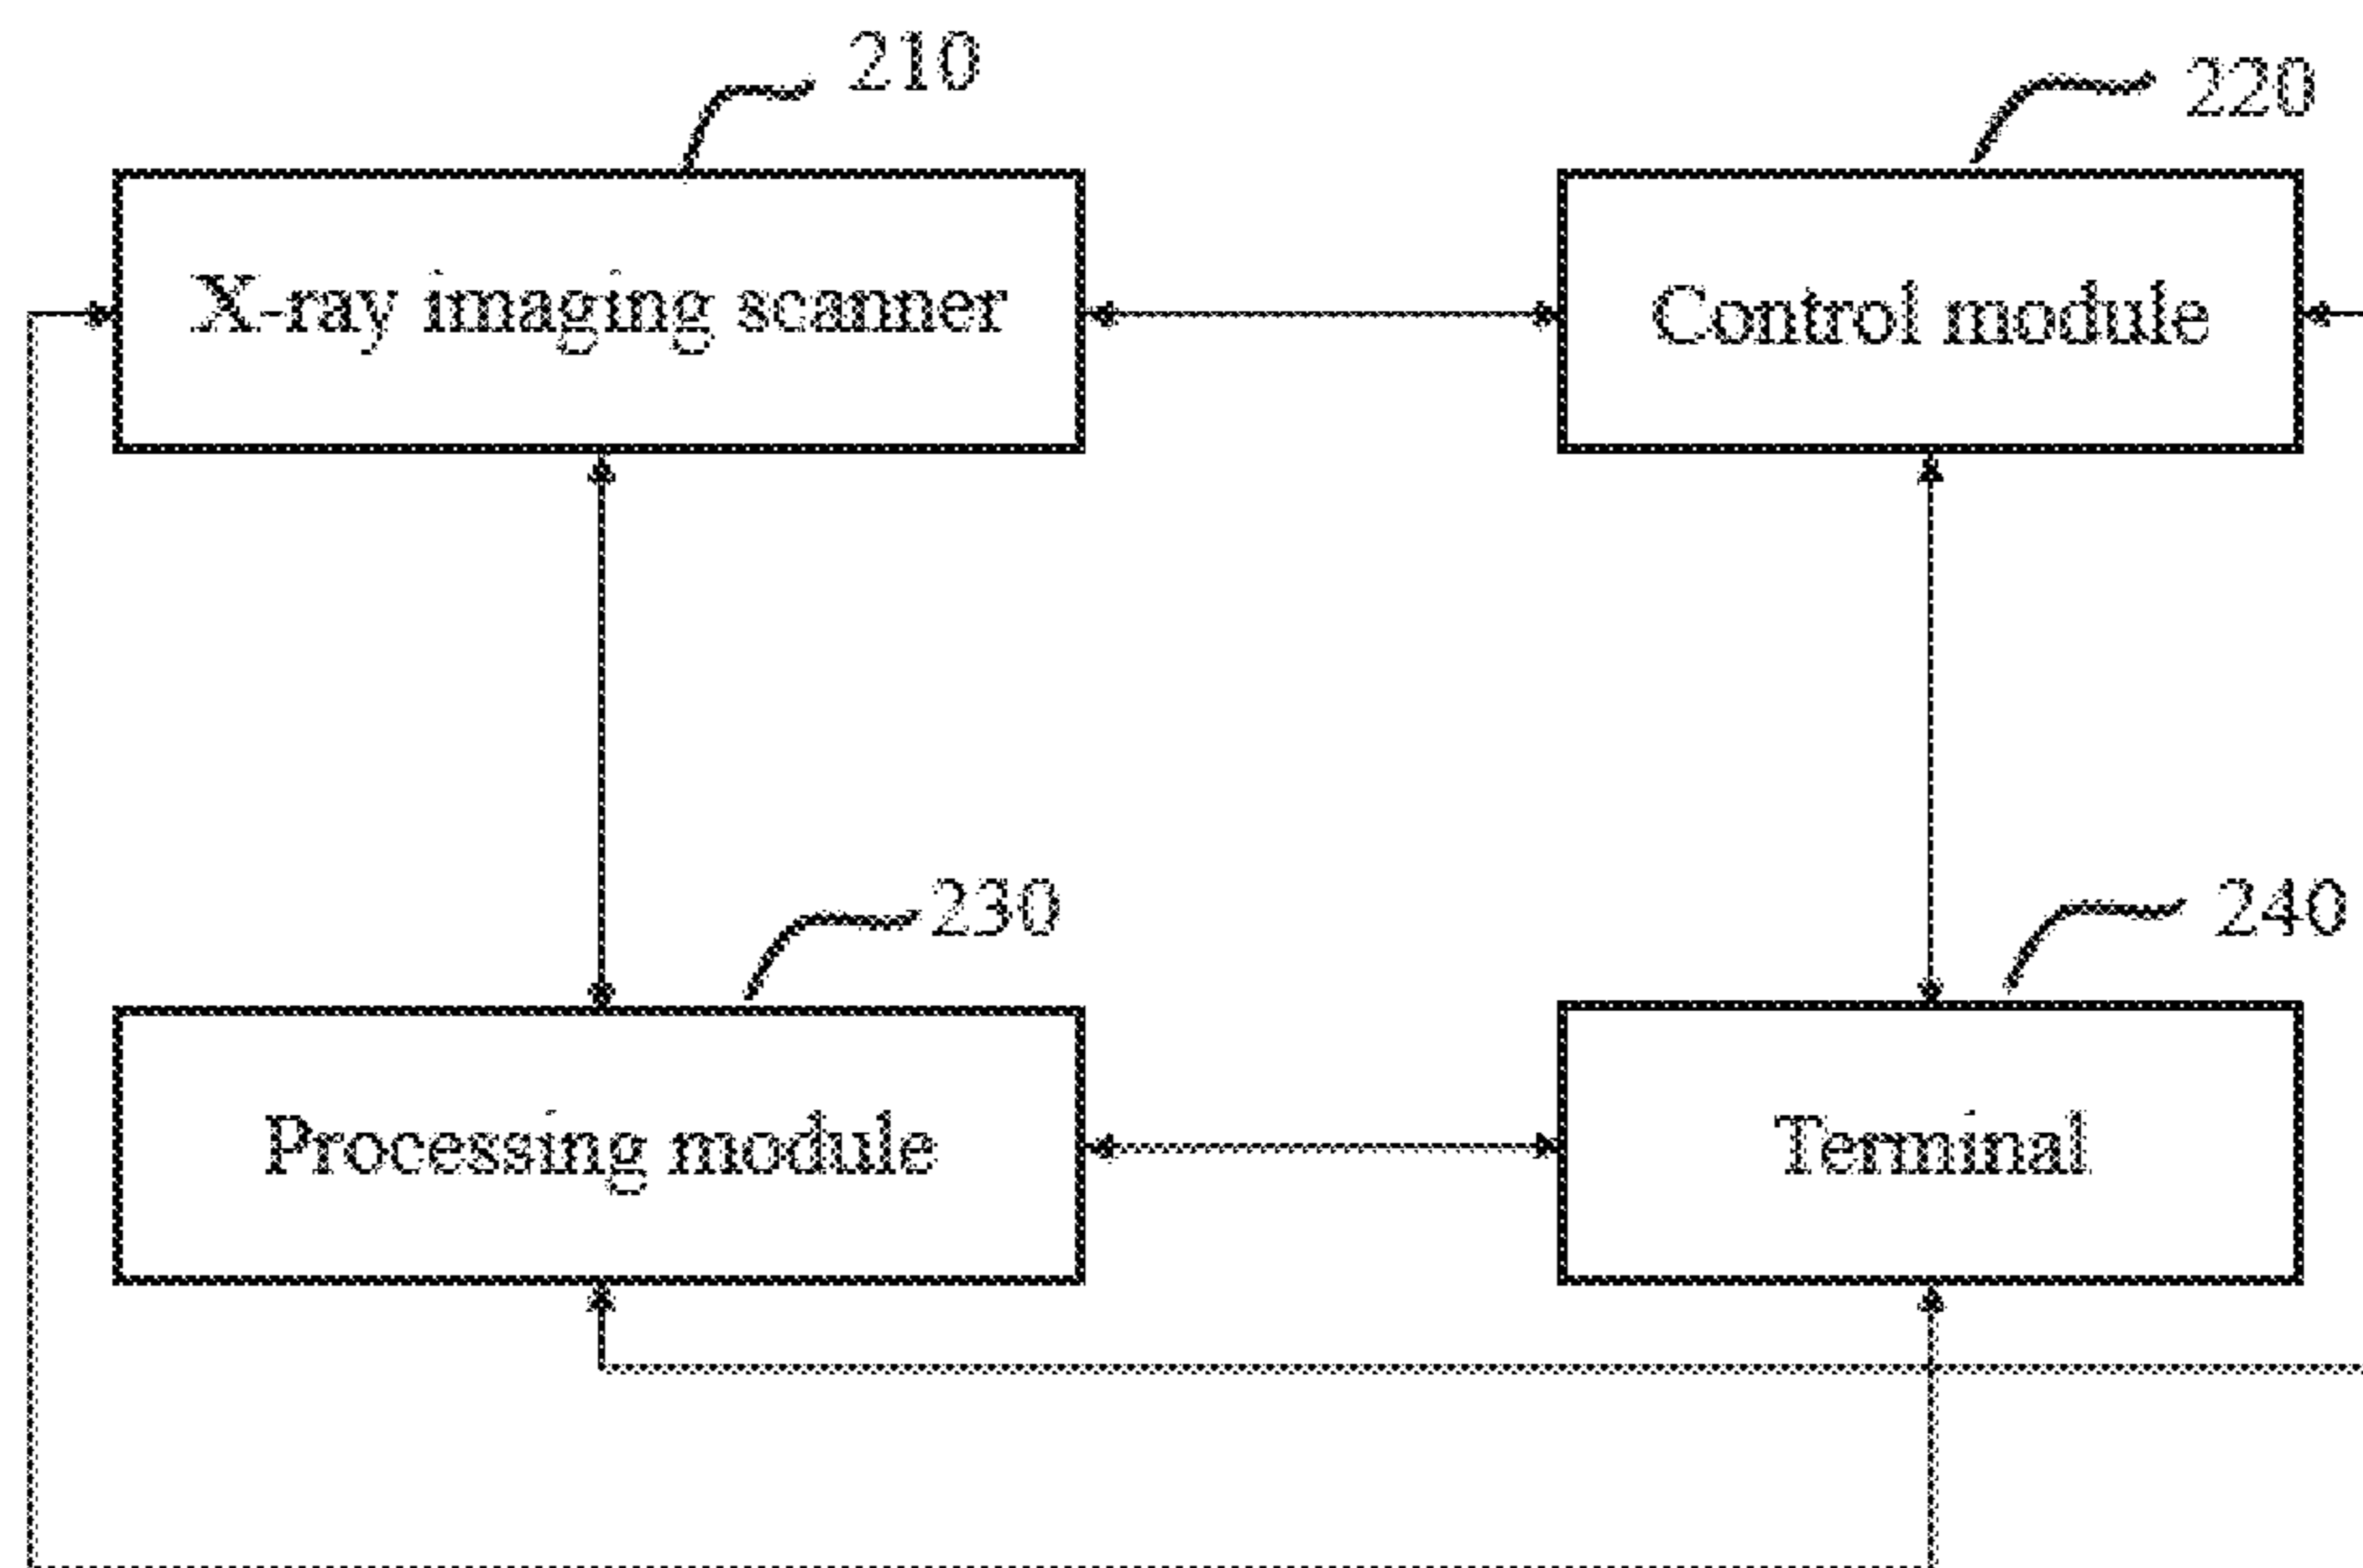 210
220
X-ray imaging scanner
Control module
230
240
Processing module
Terminal